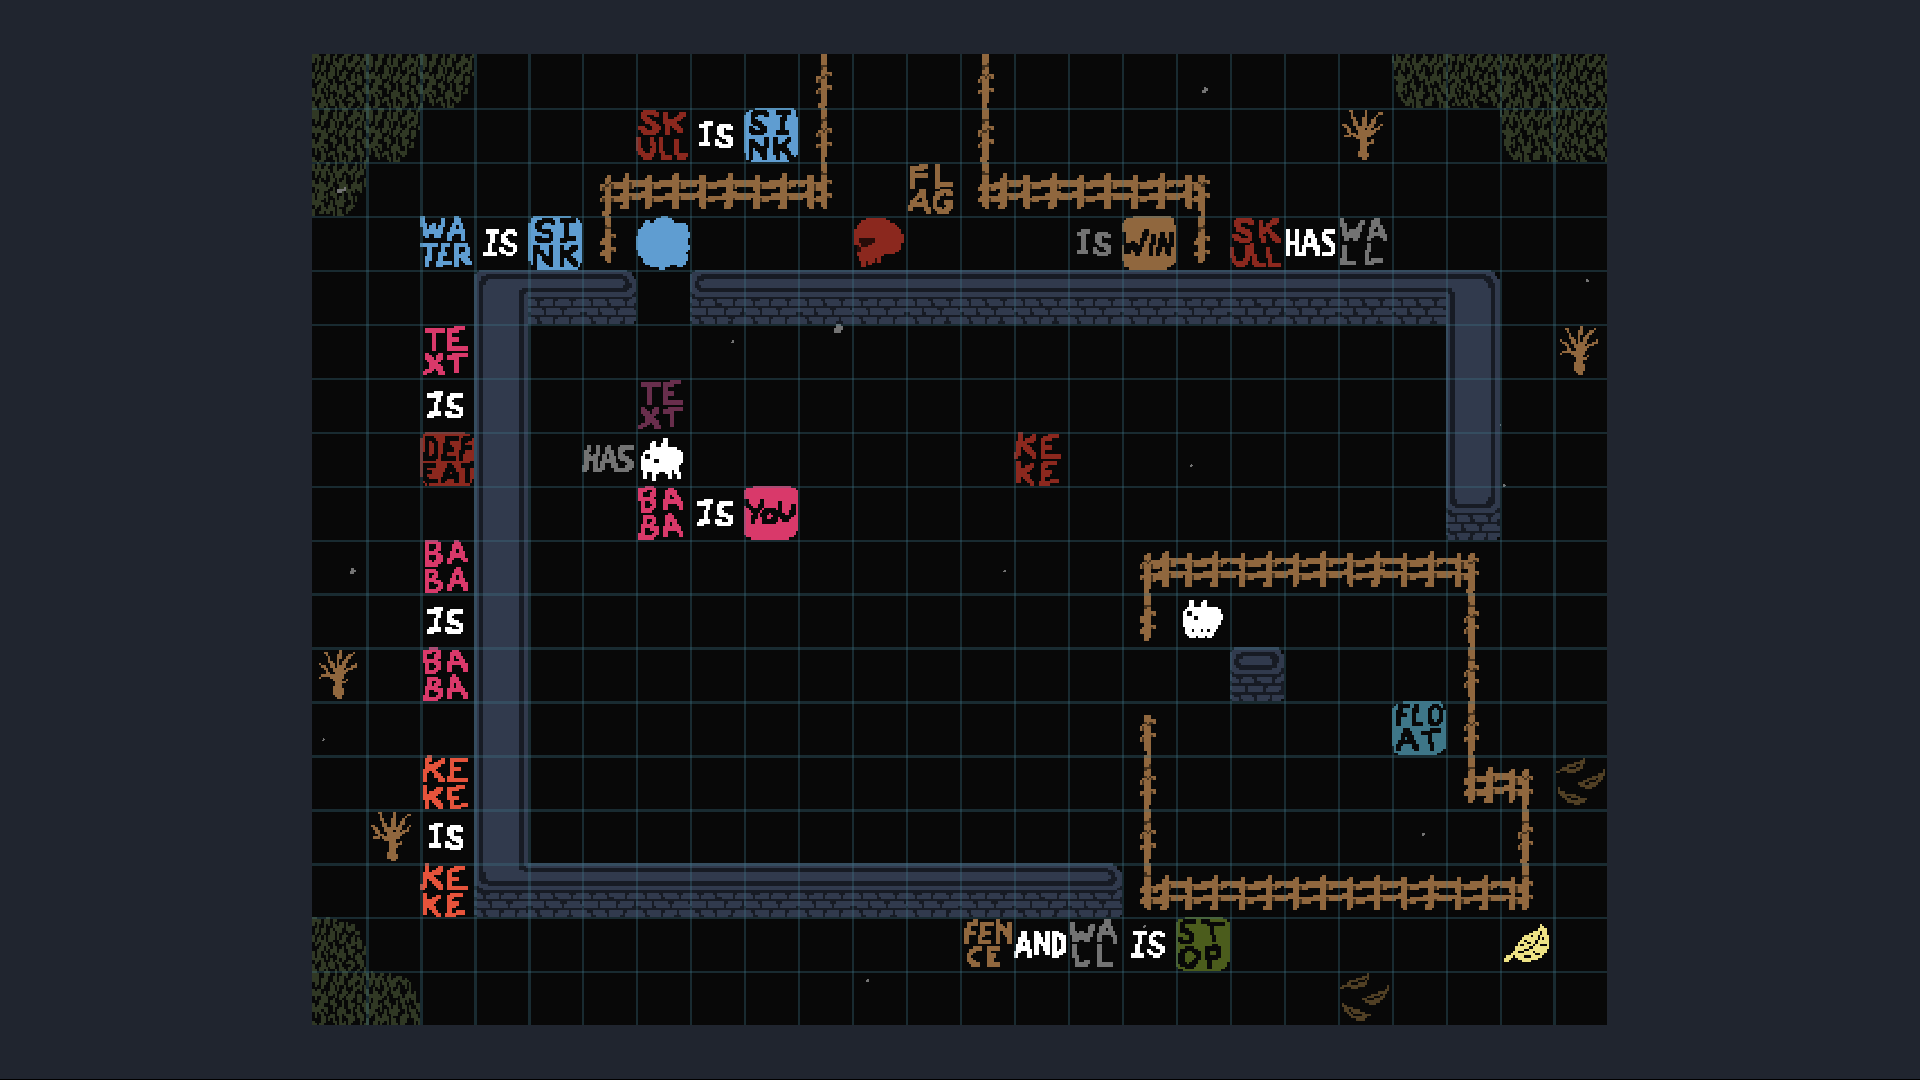 SKULL IS SINK
FLAG
WATER IS SINK
IS WIN
SKULL HAS WALL
TEXT
IS
DEFEAT
TEXT
HAS
KEKE
BABA IS YOU
BABA
IS
BABA
FLOAT
KEKE
IS
KEKE
FENCE AND WALL IS STOP